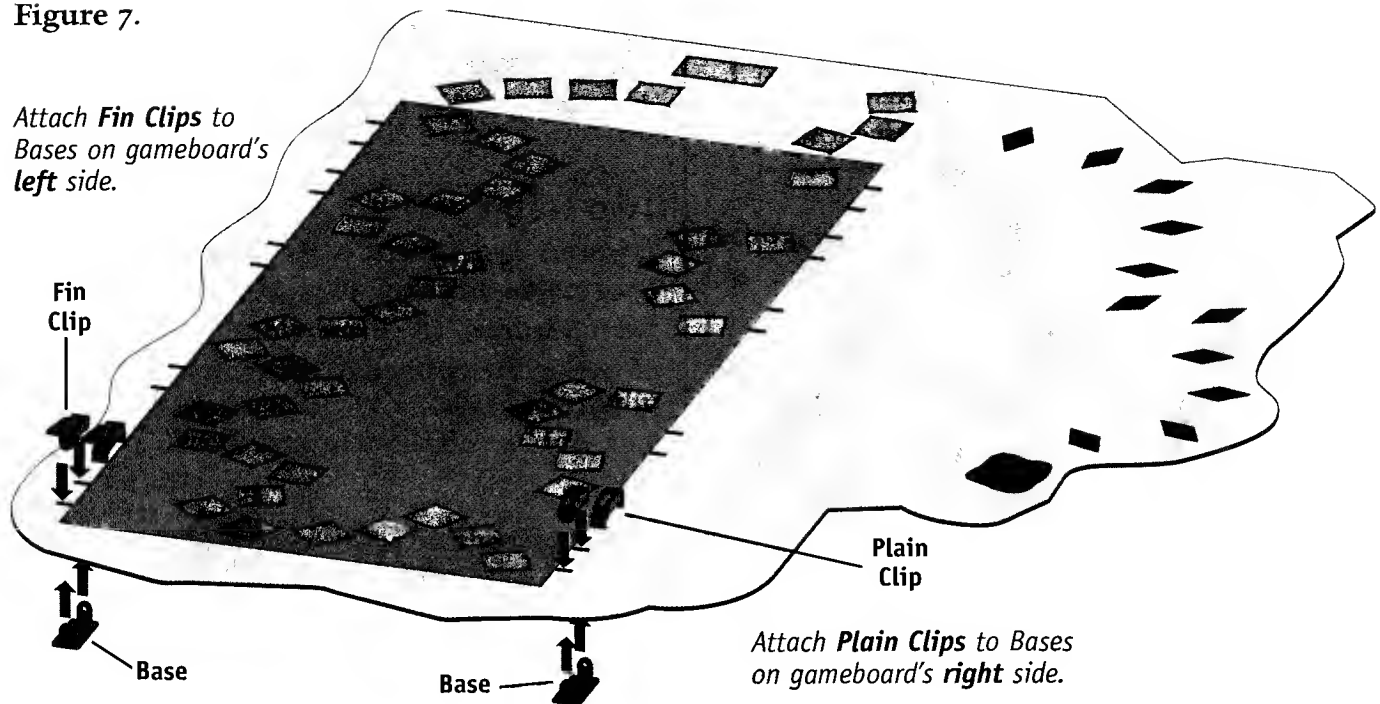 Figure 7.
Attach Fin Clips to
Bases on gameboard's
left side.
Fin
Clip
Plain
Clip
Base
Base
Attach Plain Clips to Bases
on gameboard's right side.